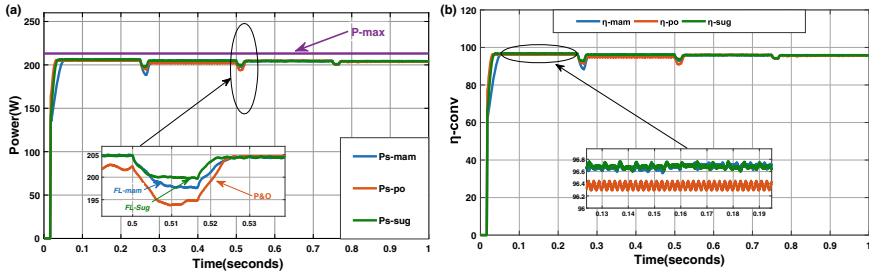 (a)
P-max
Power(W)
250
200
150
100
50
0
205
200
195
FL-mam
FL-Sug
P&O
0.5
0.51
0.52
0.53
Ps-mam
Ps-po
Ps-sug
0 0.1 0.2 0.3 0.4 0.5 0.6 0.7 0.8 0.9 1
Time(seconds)
(b)
η-mam η-po η-sug
η-conv
120
100
80
60
40
20
0
96.8
96.6
96.4
96.2
96
0.13 0.14 0.15 0.16 0.17 0.18 0.19
0 0.1 0.2 0.3 0.4 0.5 0.6 0.7 0.8 0.9 1
Time(seconds)